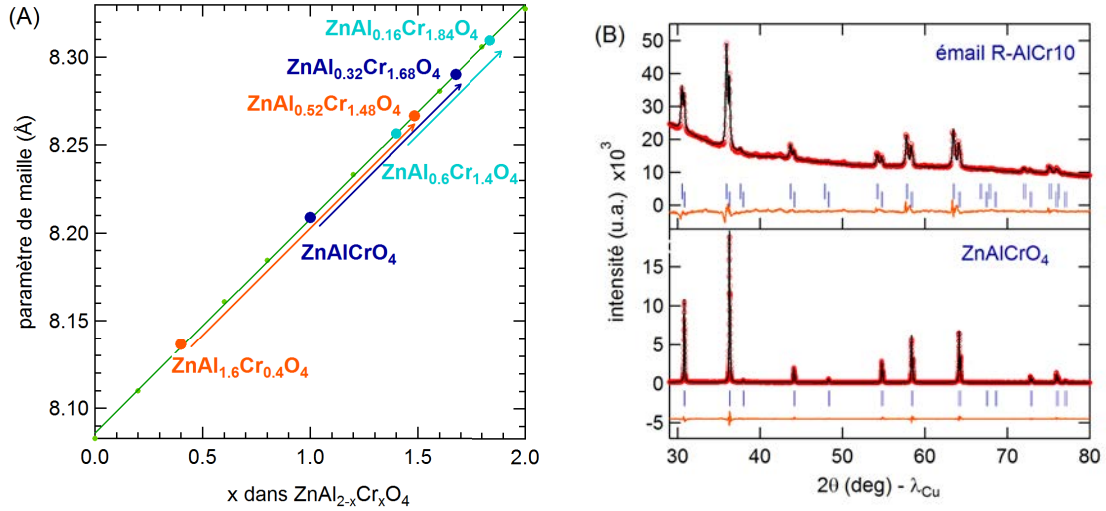 (A)
8.30
8.25
8.20
8.15
8.10
paramètre de maille (Å)
ZnAl0.16Cr1.84O4
ZnAl0.32Cr1.68O4
ZnAl0.52Cr1.48O4
ZnAl0.6Cr1.4O4
ZnAlCrO4
ZnAl1.6Cr0.4O4
0.0 0.5 1.0 1.5 2.0
x dans ZnAl2-xCrxO4
(B)
50
40
30
20
10
0
15
10
5
0
-5
intensité (u.a.) x10³
émail R-AlCr10
ZnAlCrO4
30 40 50 60 70 80
2θ (deg) - λCu